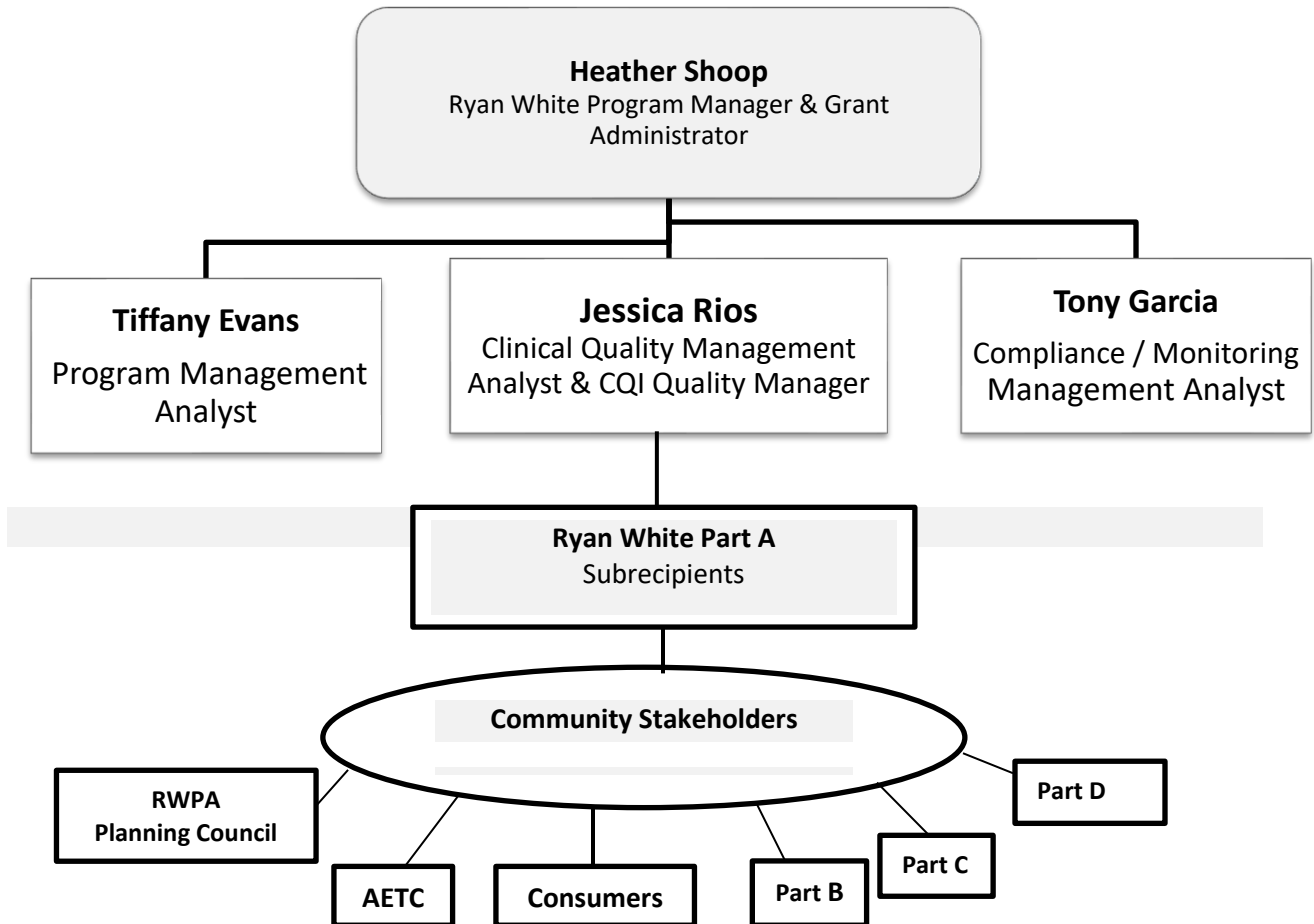 Heather Shoop
Ryan White Program Manager & Grant
Administrator
Tiffany Evans
Program Management
Analyst
Jessica Rios
Clinical Quality Management
Analyst & CQI Quality Manager
Tony Garcia
Compliance / Monitoring
Management Analyst
Ryan White Part A
Subrecipients
Community Stakeholders
RWPA
Planning Council
AETC
Consumers
Part B
Part C
Part D